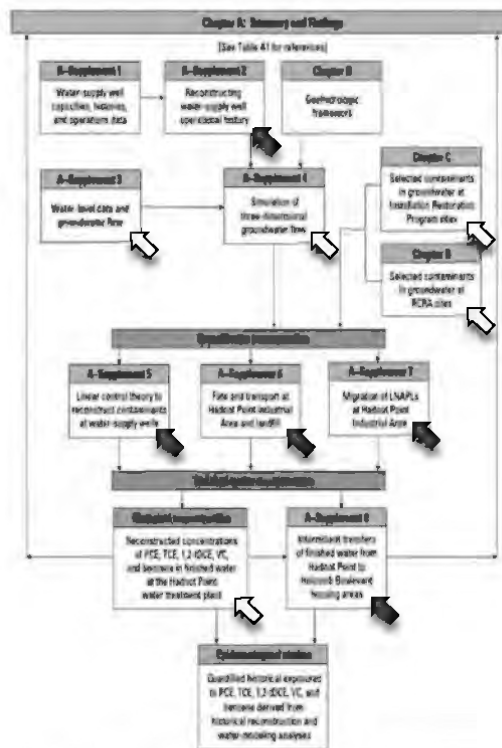 Chapter A: Summary and Findings
(See Table A1 for references)
A–Supplement 1
Water-supply well
capacities, histories,
and operations data
A–Supplement 2
Reconstructing
water-supply well
operational history
Chapter B
Geohydrologic
framework
A–Supplement 3
Water-level data and
groundwater flow
A–Supplement 4
Simulation of
three-dimensional
groundwater flow
Chapter C
Selected contaminants
in groundwater at
Installation Restoration
Program sites
Chapter D
Selected contaminants
in groundwater at
RCRA sites
A–Supplement 5
Linear control theory to
reconstruct contaminants
at water-supply wells
A–Supplement 6
Fate and transport at
Hadnot Point Industrial
Area and landfill
A–Supplement 7
Migration of LNAPLs
at Hadnot Point
Industrial Area
Reconstructed concentrations
of PCE, TCE, 1,2-tDCE, VC,
and benzene in finished water
at the Hadnot Point
water treatment plant
A–Supplement 8
Intermittent transfers
of finished water from
Hadnot Point to
Holcomb Boulevard
housing areas
Epidemiological studies
Quantified historical exposures
to PCE, TCE, 1,2-tDCE, VC, and
benzene derived from
historical reconstruction and
water-modeling analyses